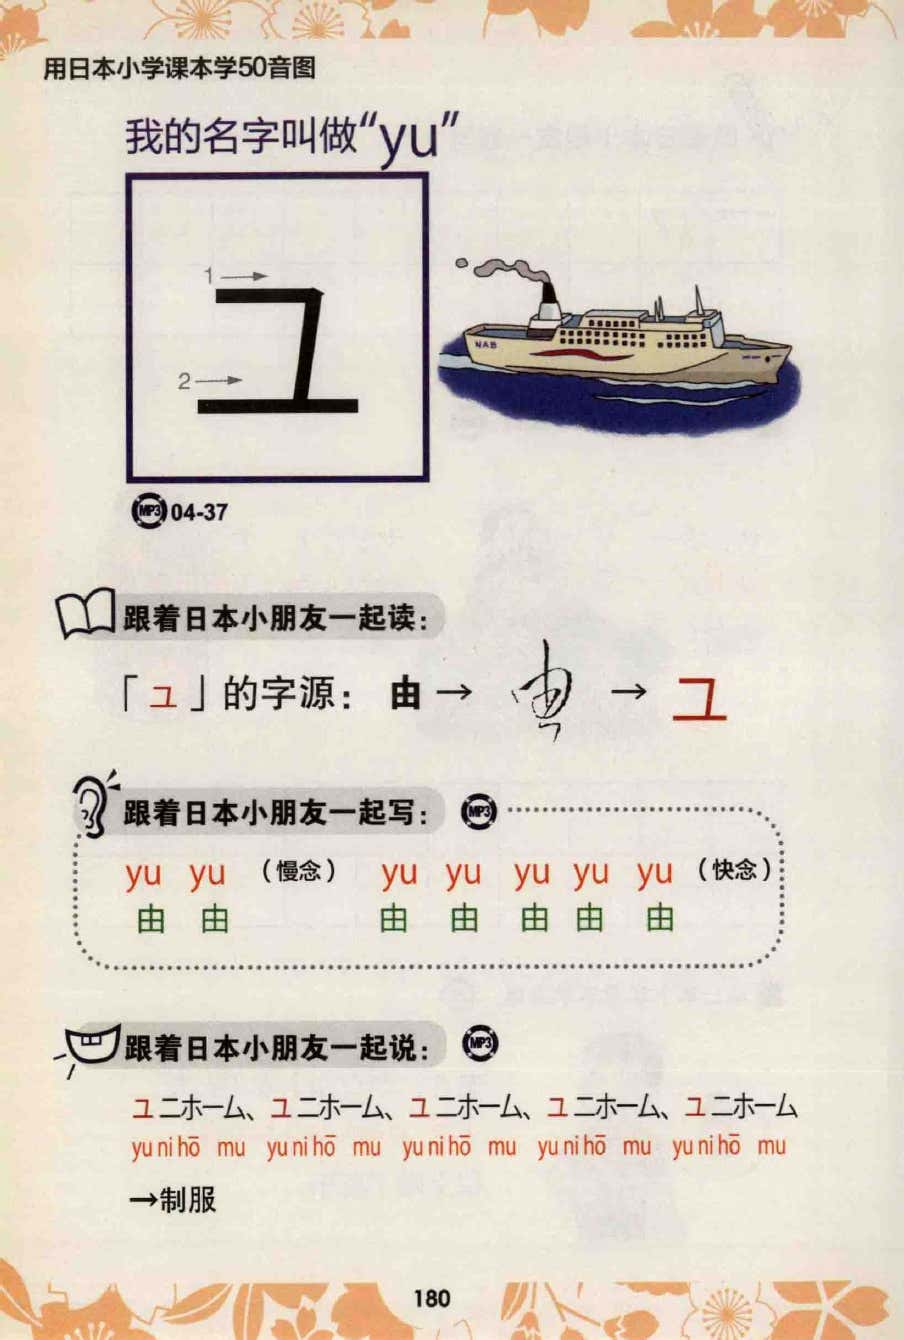 用日本小学课本学50音图
我的名字叫做“yu”
1
ユ
2
NAB
MP3 04-37
跟着日本小朋友一起读：
「ユ」的字源： 由 → 由 → ユ
跟着日本小朋友一起写： MP3
yu yu （慢念） yu yu yu yu yu （快念）
由 由 由 由 由 由 由
跟着日本小朋友一起说： MP3
ユニホーム、ユニホーム、ユニホーム、ユニホーム、ユニホーム
yu ni hō mu yu ni hō mu yu ni hō mu yu ni hō mu yu ni hō mu
→制服
180